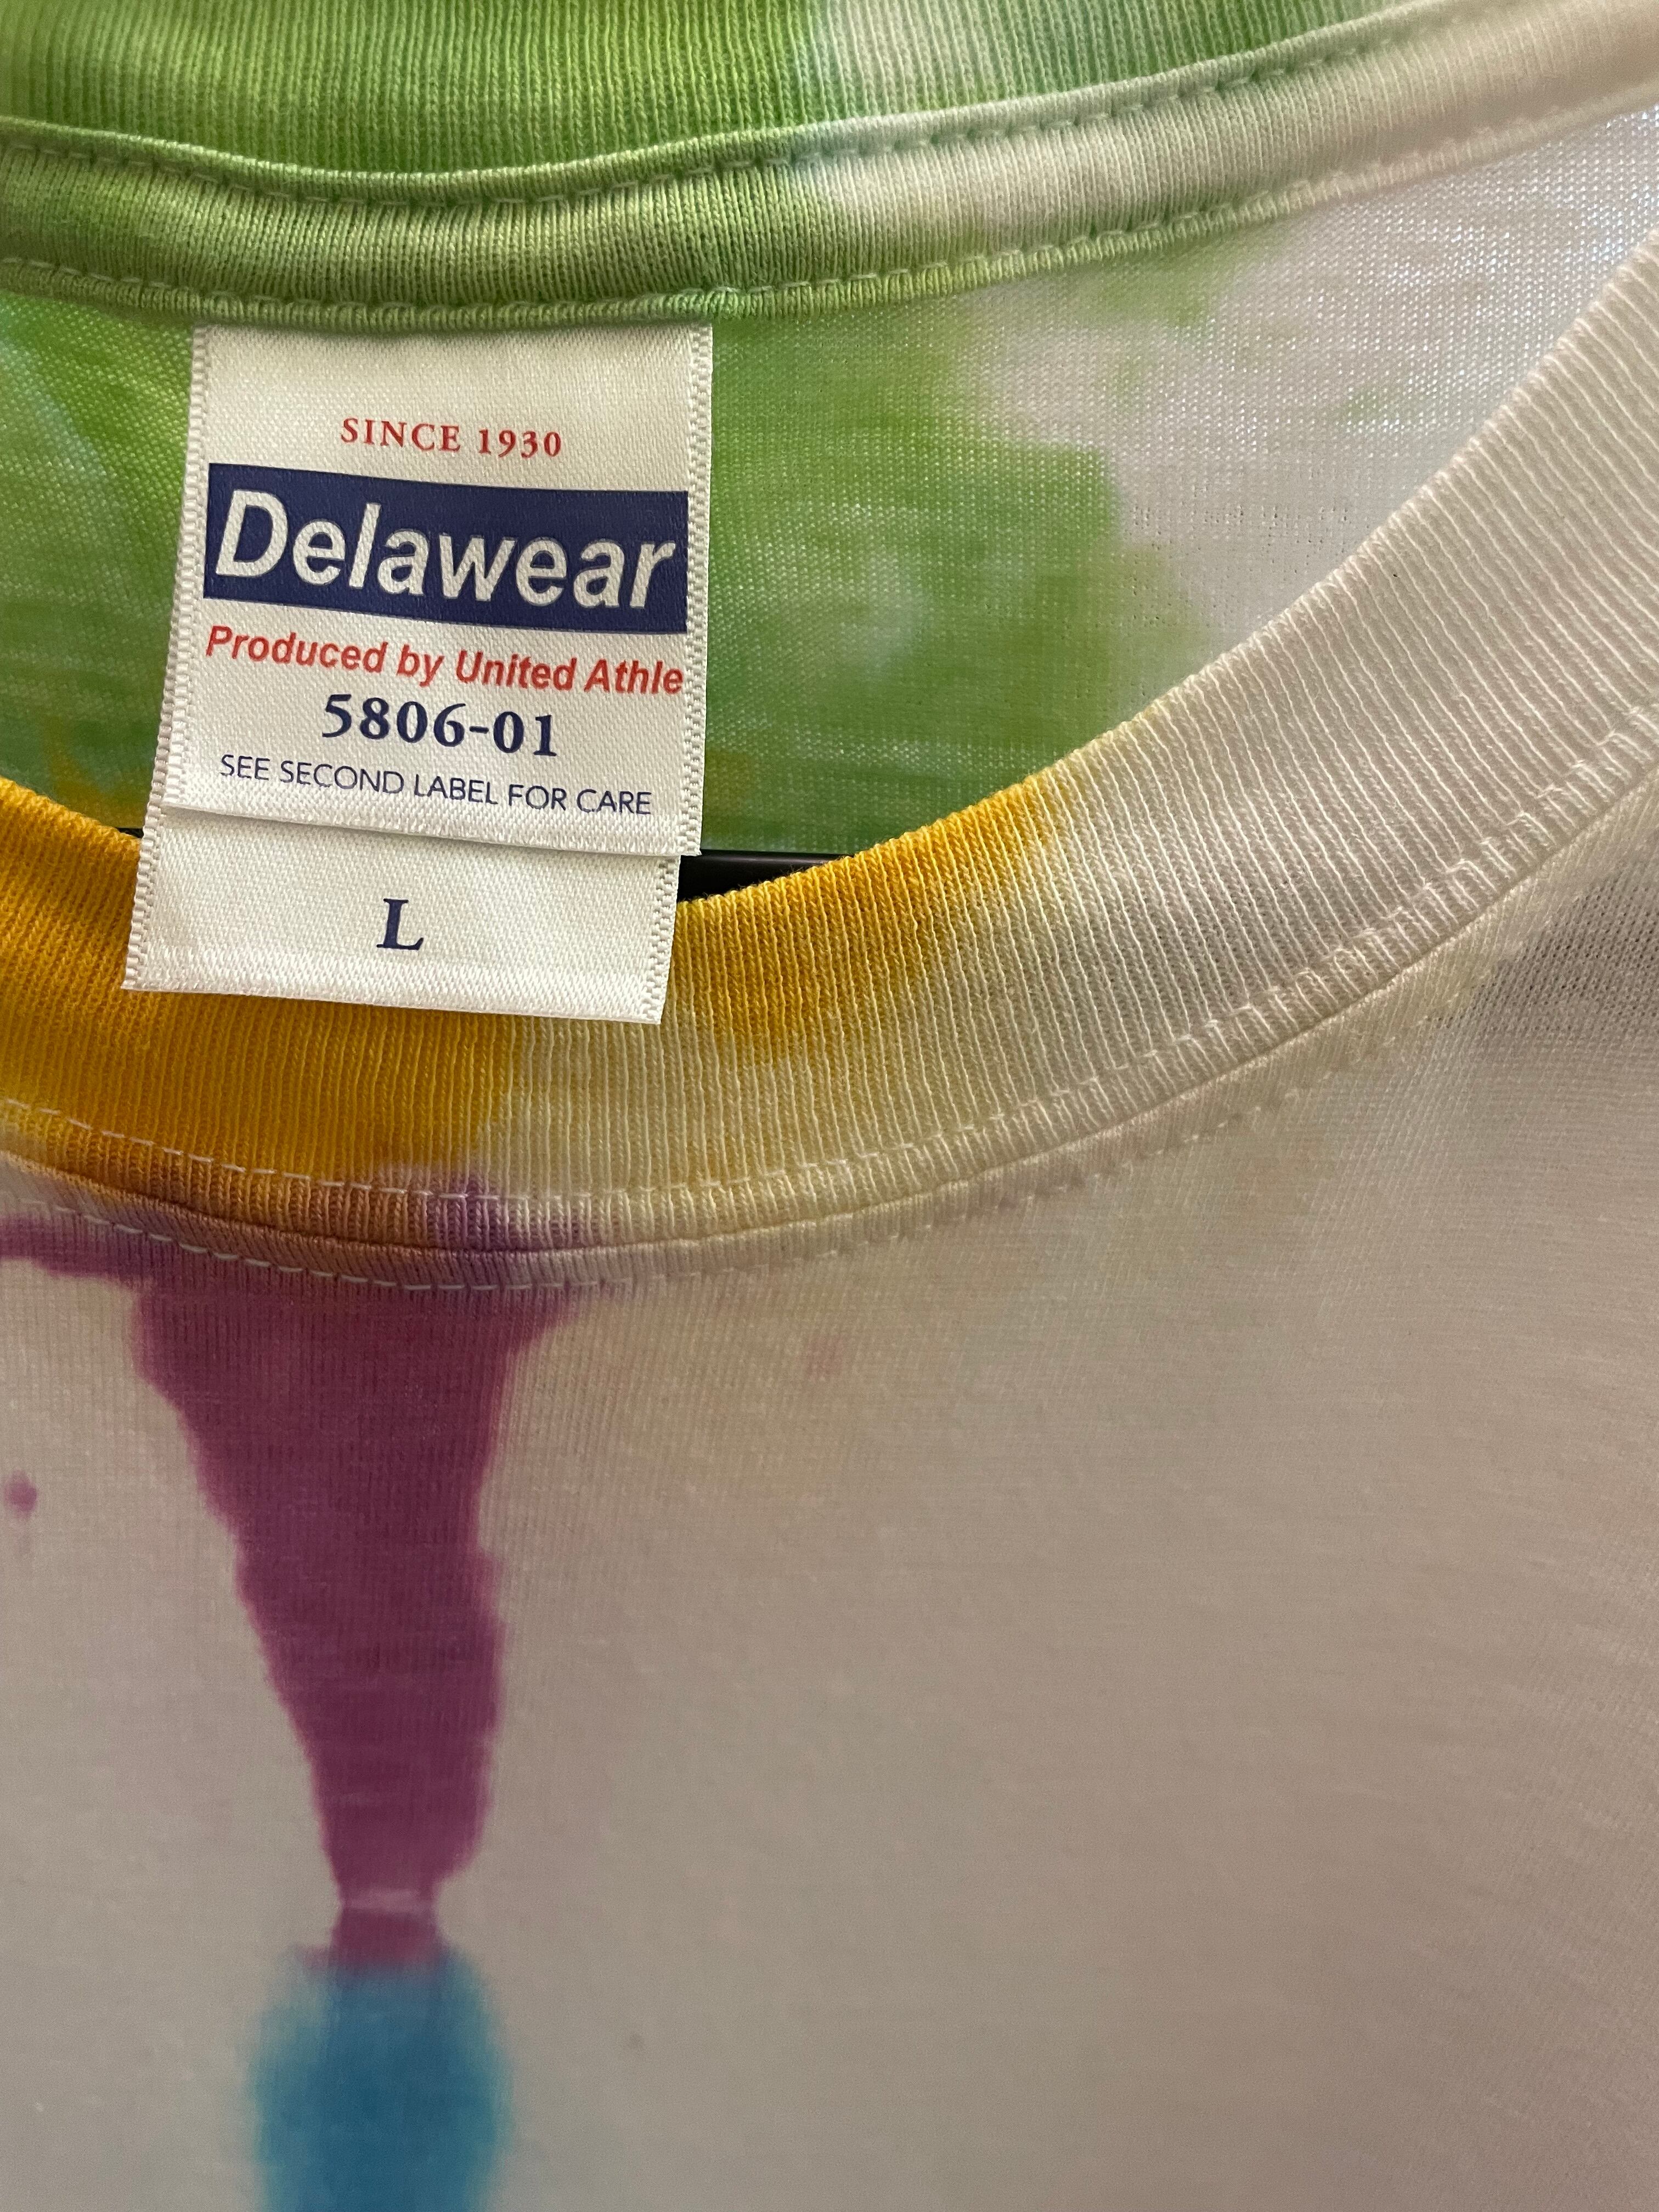 SINCE 1930
Delawear
Produced by United Athle
5806-01
SEE SECOND LABEL FOR CARE
L